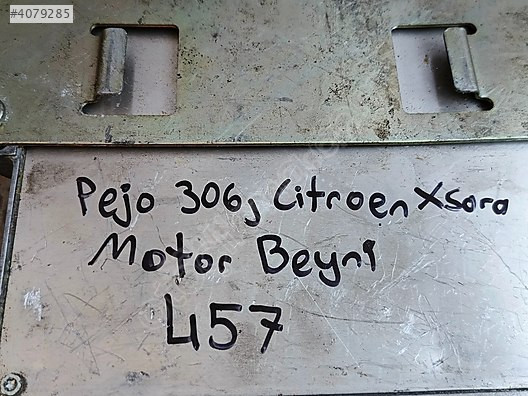 #4079285
Pejo 306, Citroen Xsara
Motor Beyni
457